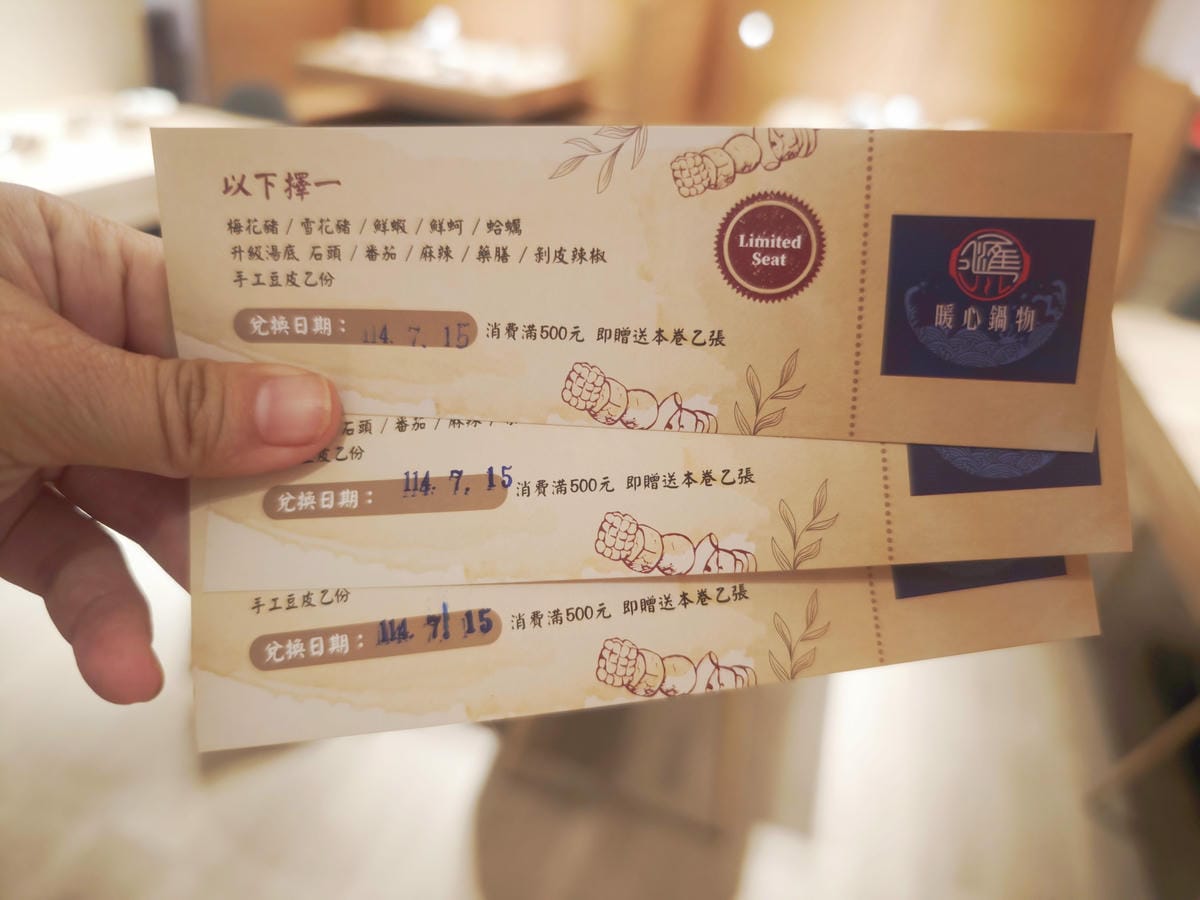 以下擇一
梅花豬 / 雪花豬 / 鮮蝦 / 鮮蚵 / 蛤蠣
升級湯底 石頭 / 番茄 / 麻辣 / 藥膳 / 剝皮辣椒
手工豆皮乙份
兌換日期： 114. 7. 15 消費滿500元 即贈送本卷乙張
Limited
Seat
滙
暖心鍋物
石頭 / 番茄 / 麻辣 /
豆皮乙份
兌換日期： 114. 7. 15 消費滿500元 即贈送本卷乙張
手工豆皮乙份
兌換日期： 114. 7. 15 消費滿500元 即贈送本卷乙張